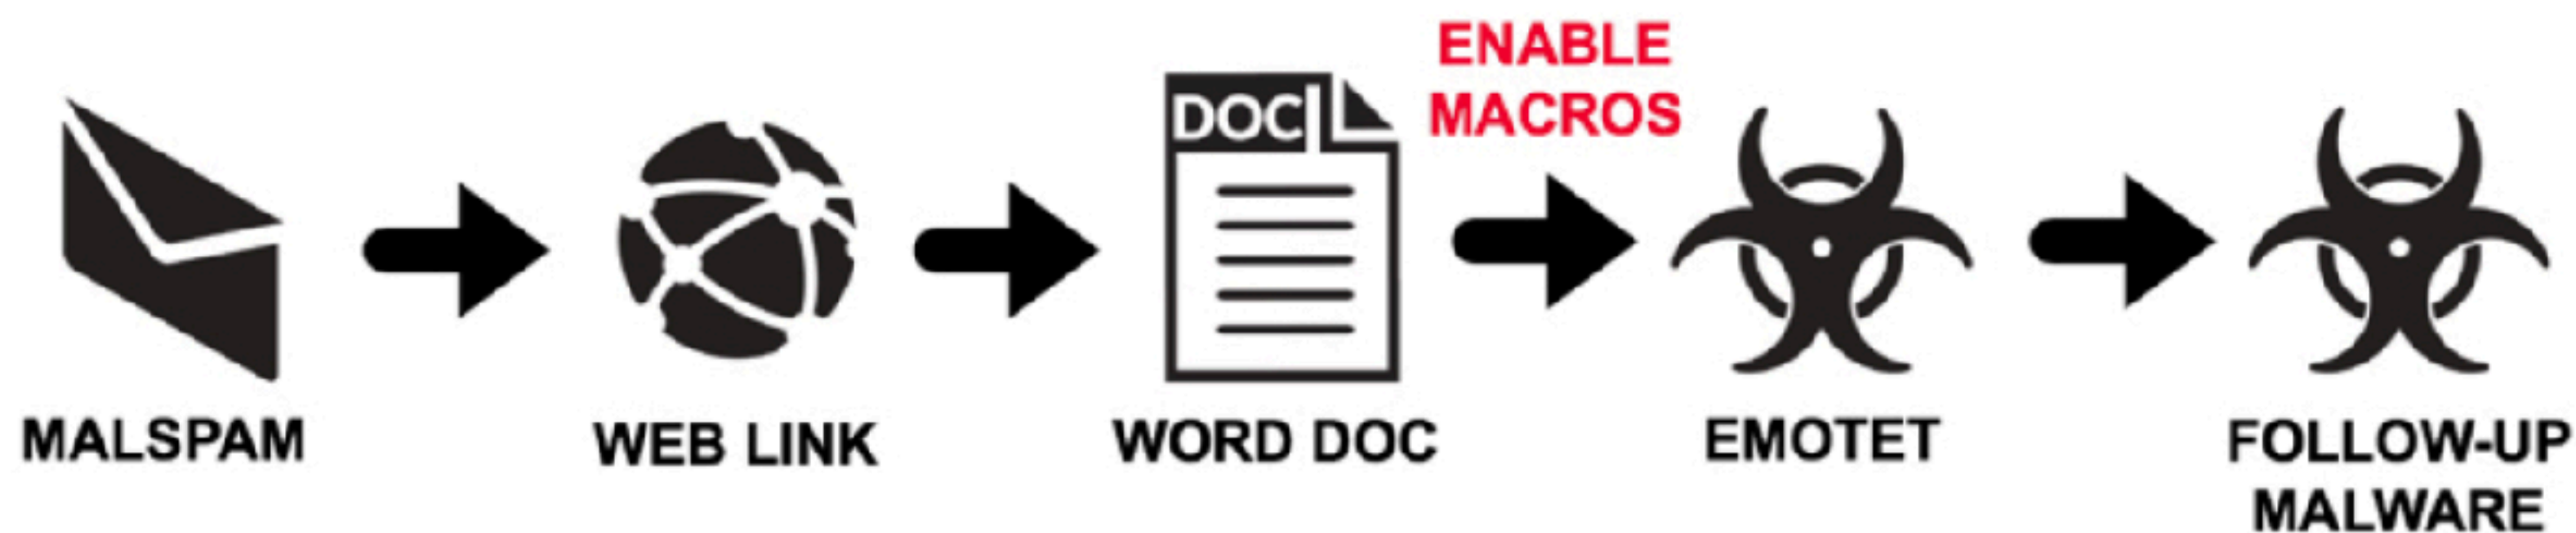 ENABLE
MACROS
DOC
MALSPAM
WEB LINK
WORD DOC
EMOTET
FOLLOW-UP
MALWARE